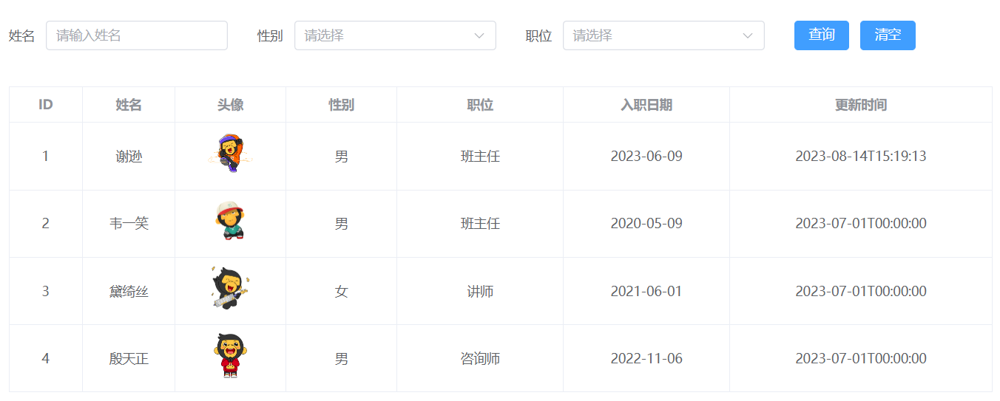 姓名 请输入姓名 性别 请选择 职位 请选择 查询 清空
ID 姓名 头像 性别 职位 入职日期 更新时间
1 谢逊 男 班主任 2023-06-09 2023-08-14T15:19:13
2 韦一笑 男 班主任 2020-05-09 2023-07-01T00:00:00
3 黛绮丝 女 讲师 2021-06-01 2023-07-01T00:00:00
4 殷天正 男 咨询师 2022-11-06 2023-07-01T00:00:00